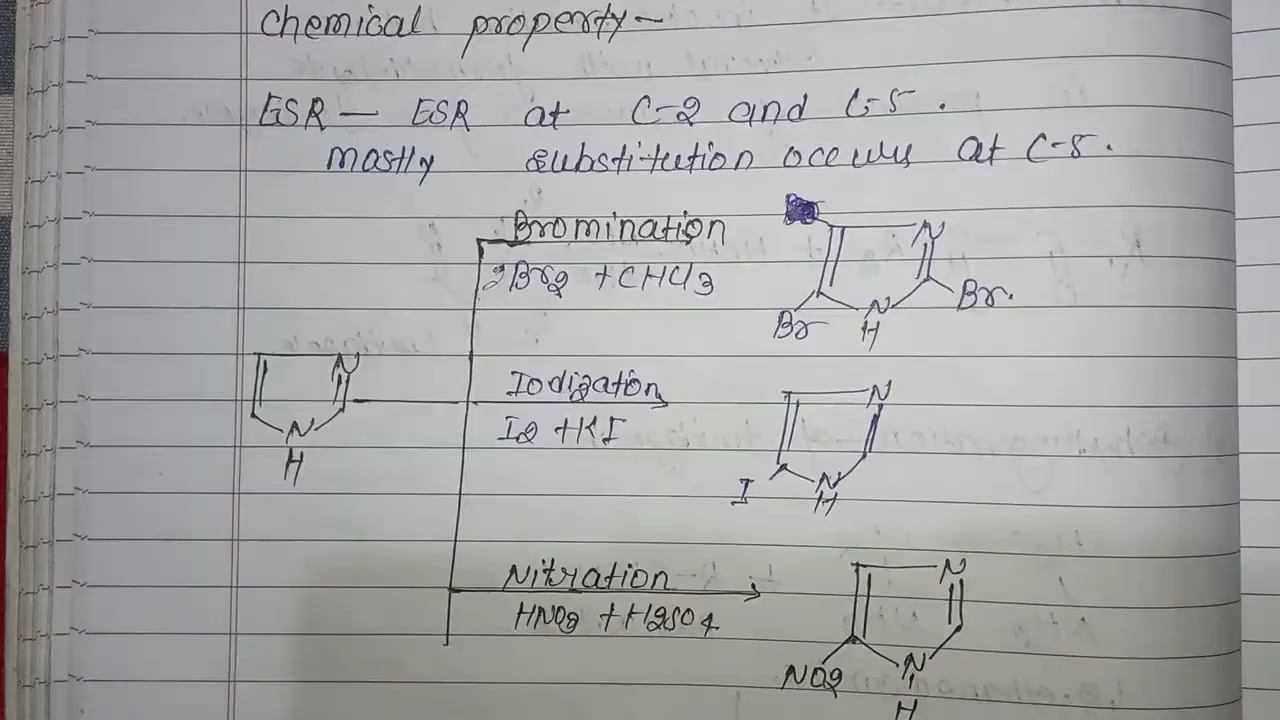 Chemical property-
ESR - ESR at C-2 and C-5.
mostly substitution occurs at C-5.
Bromination
2Br2 + CHCl3
N
Br
N
H
Br.
N
N
H
Iodization
I2 + KI
N
I
N
H
Nitration
HNO3 + H2SO4
N
NO2
N
H